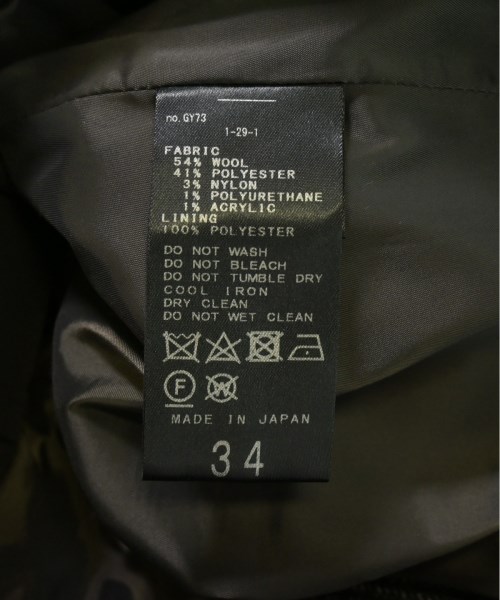 no. GY73
1-29-1
FABRIC
54% WOOL
41% POLYESTER
3% NYLON
1% POLYURETHANE
1% ACRYLIC
LINING
100% POLYESTER
DO NOT WASH
DO NOT BLEACH
DO NOT TUMBLE DRY
COOL IRON
DRY CLEAN
DO NOT WET CLEAN
F W
MADE IN JAPAN
34